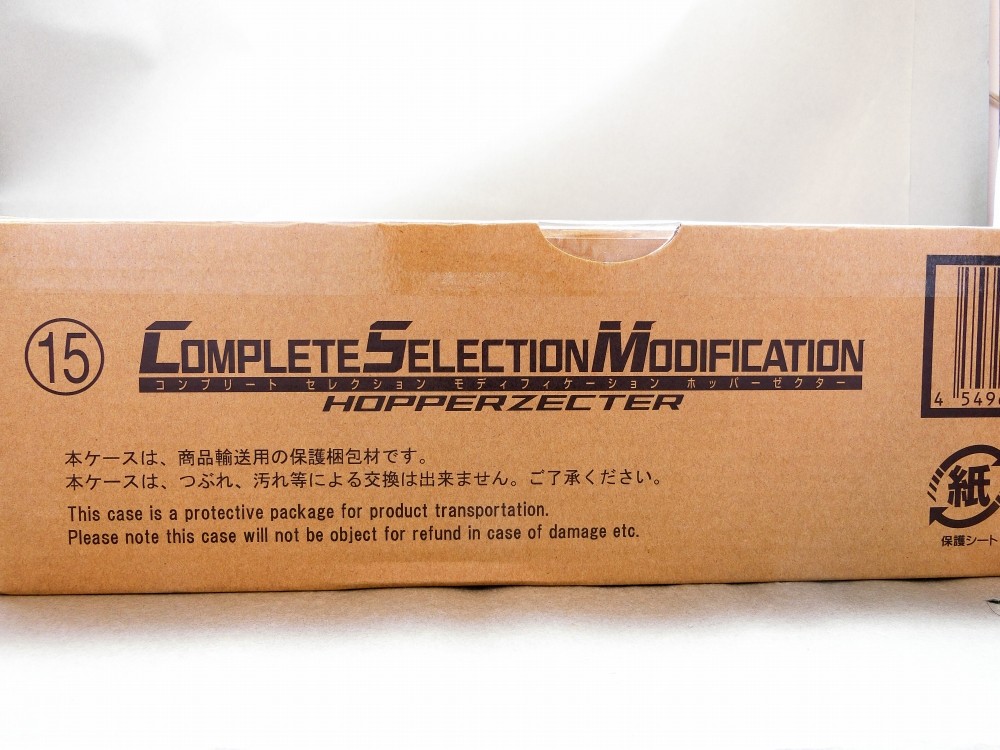 15
COMPLETE SELECTION MODIFICATION
コンプリート セレクション モディフィケーション ホッパーゼクター
HOPPERZECTER
本ケースは、商品輸送用の保護梱包材です。
本ケースは、つぶれ、汚れ等による交換は出来ません。ご了承ください。
This case is a protective package for product transportation.
Please note this case will not be object for refund in case of damage etc.
4 549
紙
保護シート